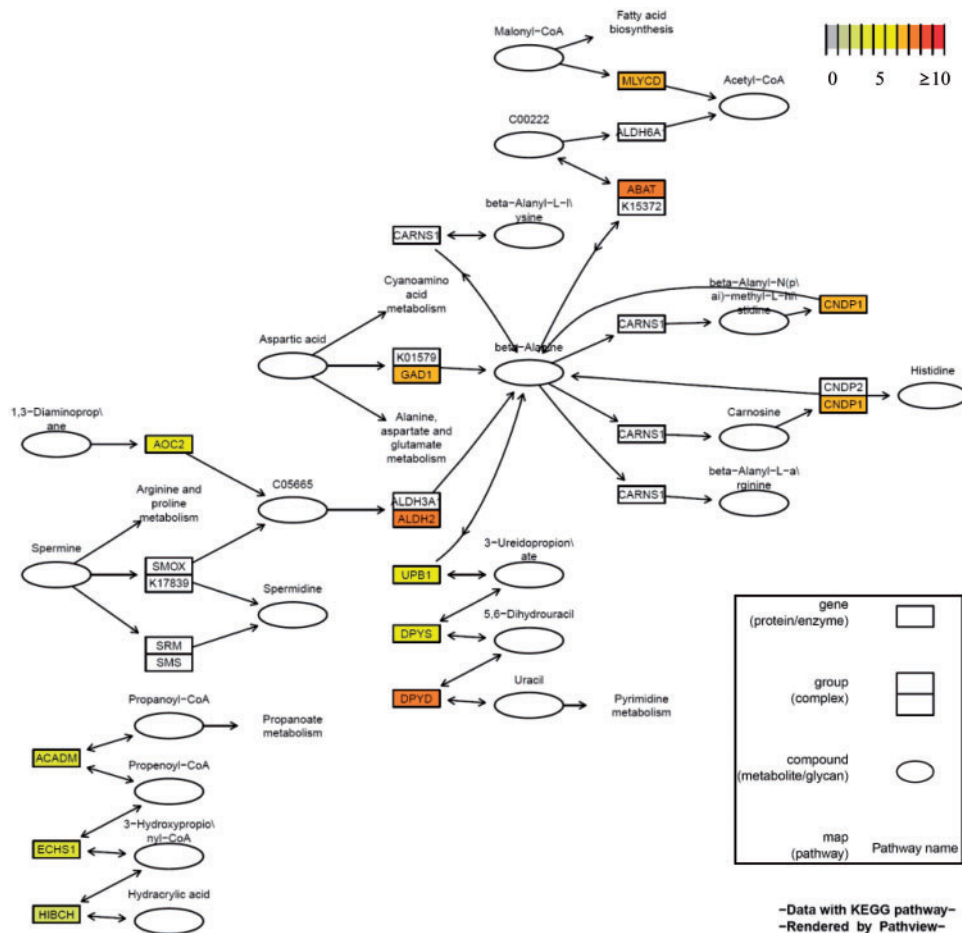 Fatty acid
biosynthesis
Malonyl-CoA
0 5 ≥10
MLYCD
Acetyl-CoA
C00222
ALDH6A1
ABAT
K15372
beta-Alanyl-L-l\
ysine
CARNS1
Cyanoamino
acid
metabolism
beta-Alanyl-N(p\
ai)-methyl-L-hi\
stidine
CNDP1
CARNS1
Aspartic acid
K01579
GAD1
beta-Alanine
Histidine
CNDP2
CNDP1
1,3-Diaminoprop\
ane
AOC2
Alanine,
aspartate and
glutamate
metabolism
CARNS1
Carnosine
beta-Alanyl-L-a\
rginine
CARNS1
Arginine and
proline
metabolism
C05665
ALDH3A1
ALDH2
Spermine
SMOX
K17839
3-Ureidopropion\
ate
UPB1
Spermidine
5,6-Dihydrouracil
DPYS
SRM
SMS
Uracil
DPYD
Pyrimidine
metabolism
Propanoyl-CoA
Propanoate
metabolism
ACADM
Propenoyl-CoA
3-Hydroxypropio\
nyl-CoA
ECHS1
Hydracrylic acid
HIBCH
gene
(protein/enzyme)
group
(complex)
compound
(metabolite/glycan)
map
(pathway)
Pathway name
-Data with KEGG pathway-
-Rendered by Pathview-